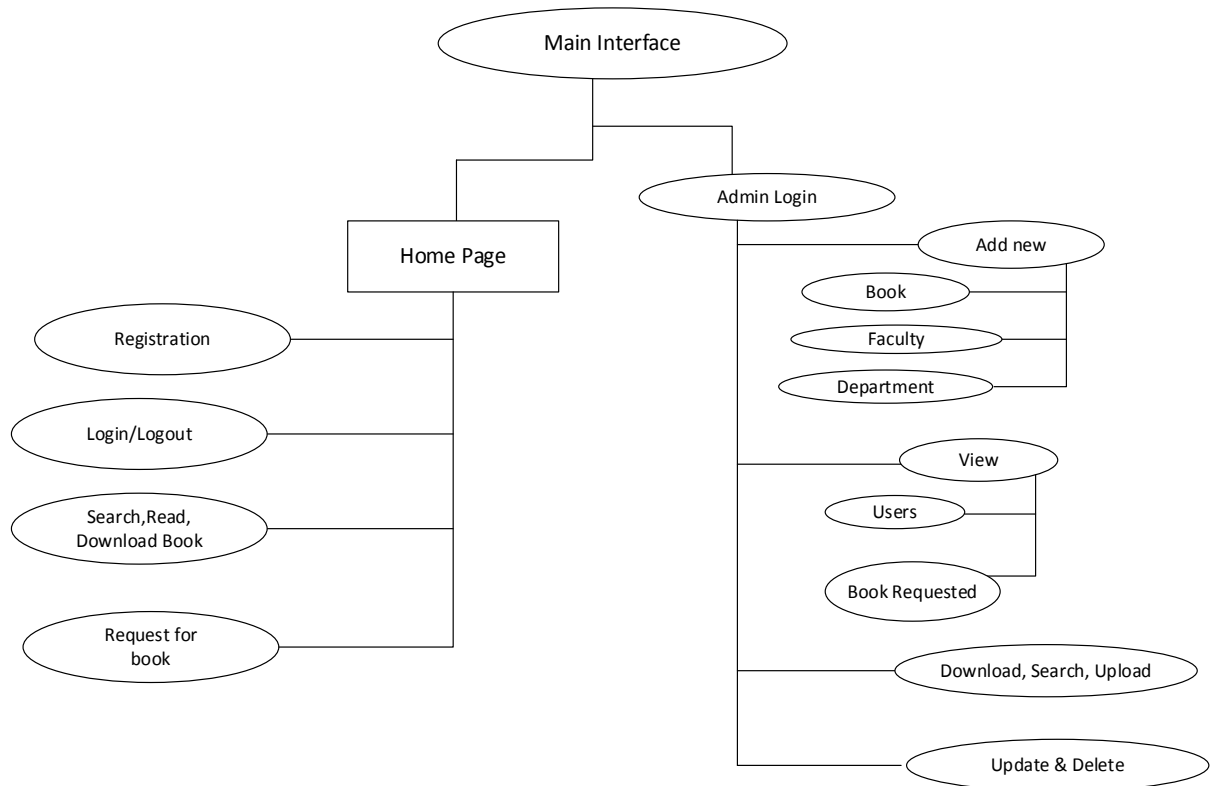 Main Interface
Admin Login
Home Page
Add new
Book
Faculty
Department
Registration
Login/Logout
Search,Read,
Download Book
Request for
book
View
Users
Book Requested
Download, Search, Upload
Update & Delete